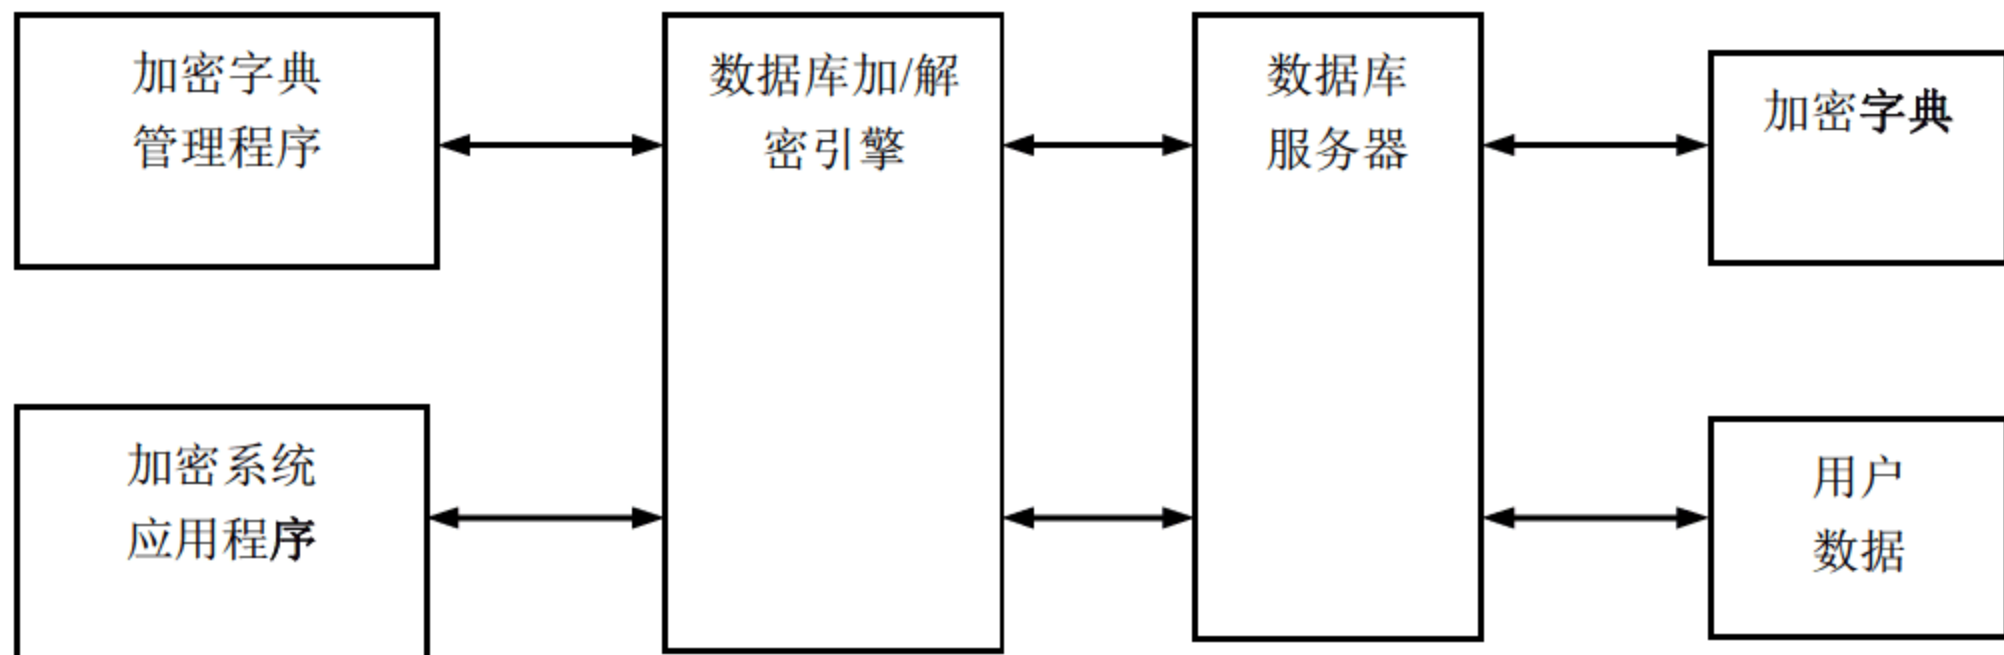 加密字典
管理程序
数据库加/解
密引擎
数据库
服务器
加密字典
加密系统
应用程序
用户
数据